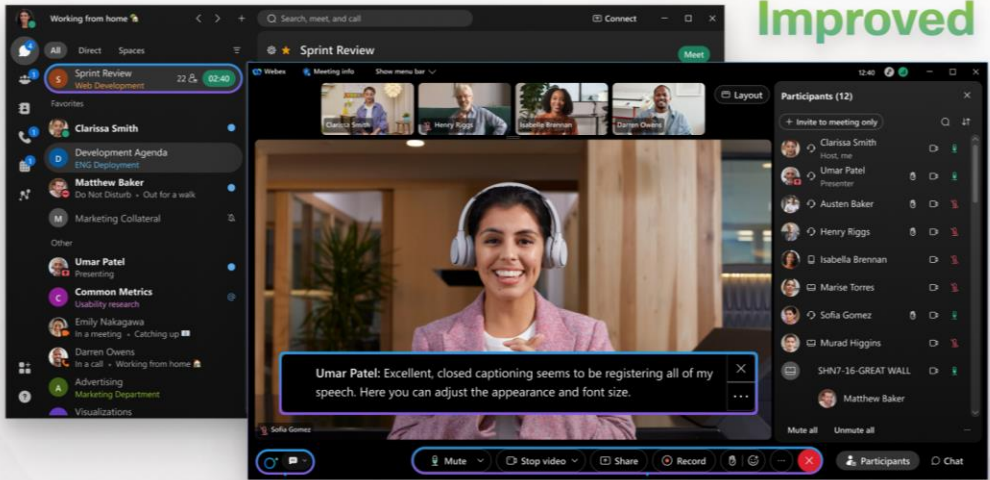 Improved
Working from home
Search, meet, and call
Connect
All Direct Spaces
Sprint Review
Meet
S
Sprint Review
Web Development
22
02:40
Favorites
Clarissa Smith
D
Development Agenda
ENG Deployment
Matthew Baker
Do Not Disturb • Out for a walk
M
Marketing Collateral
Other
Umar Patel
Presenting
C
Common Metrics
Usability research
@
Emily Nakagawa
In a meeting • Catching up
Darren Owens
In a call • Working from home
A
Advertising
Marketing Department
Visualizations
Webex
Meeting info
Show menu bar
12:40
Clarissa Smith
Henry Riggs
Isabella Brennan
Darren Owens
Layout
Umar Patel: Excellent, closed captioning seems to be registering all of my
speech. Here you can adjust the appearance and font size.
Sofia Gomez
Mute
Stop video
Share
Record
Participants (12)
+ Invite to meeting only
Clarissa Smith
Host, me
Umar Patel
Presenter
Austen Baker
Henry Riggs
Isabella Brennan
Marise Torres
Sofia Gomez
Murad Higgins
SHN7-16-GREAT WALL
Matthew Baker
Mute all Unmute all
Participants
Chat